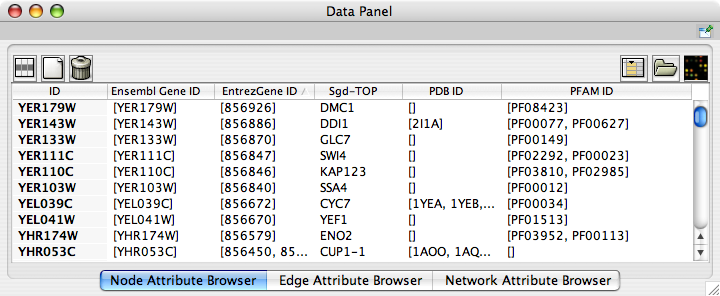 Data Panel
ID Ensembl Gene ID EntrezGene ID Sgd-TOP PDB ID PFAM ID
YER179W [YER179W] [856926] DMC1 [] [PF08423]
YER143W [YER143W] [856886] DDI1 [2I1A] [PF00077, PF00627]
YER133W [YER133W] [856870] GLC7 [] [PF00149]
YER111C [YER111C] [856847] SWI4 [] [PF02292, PF00023]
YER110C [YER110C] [856846] KAP123 [] [PF03810, PF02985]
YER103W [YER103W] [856840] SSA4 [] [PF00012]
YEL039C [YEL039C] [856672] CYC7 [1YEA, 1YEB,... [PF00034]
YEL041W [YEL041W] [856670] YEF1 [] [PF01513]
YHR174W [YHR174W] [856579] ENO2 [] [PF03952, PF00113]
YHR053C [YHR053C] [856450, 85... CUP1-1 [1AOO, 1AQ... []
Node Attribute Browser Edge Attribute Browser Network Attribute Browser